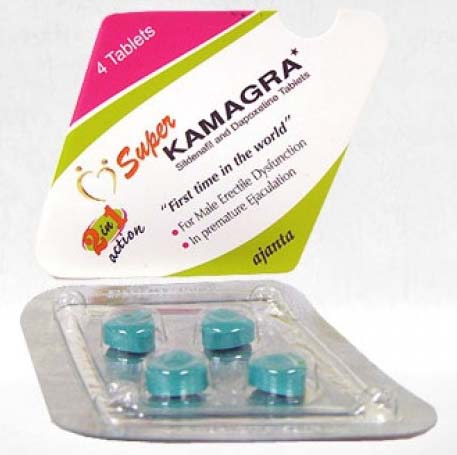 4 Tablets
Super
KAMAGRA*
Sildenafil and Dapoxetine Tablets
2 in 1
action
"First time in the world"
• For Male Erectile Dysfunction
• In premature Ejaculation
ajanta